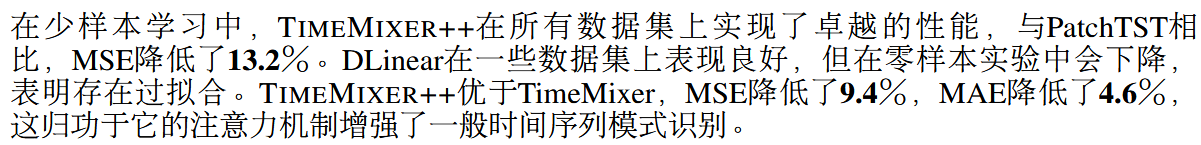 在少样本学习中，TIMEMIXER++在所有数据集上实现了卓越的性能，与PatchTST相
比，MSE降低了13.2%。DLinear在一些数据集上表现良好，但在零样本实验中会下降，
表明存在过拟合。TIMEMIXER++优于TimeMixer，MSE降低了9.4%，MAE降低了4.6%，
这归功于它的注意力机制增强了一般时间序列模式识别。